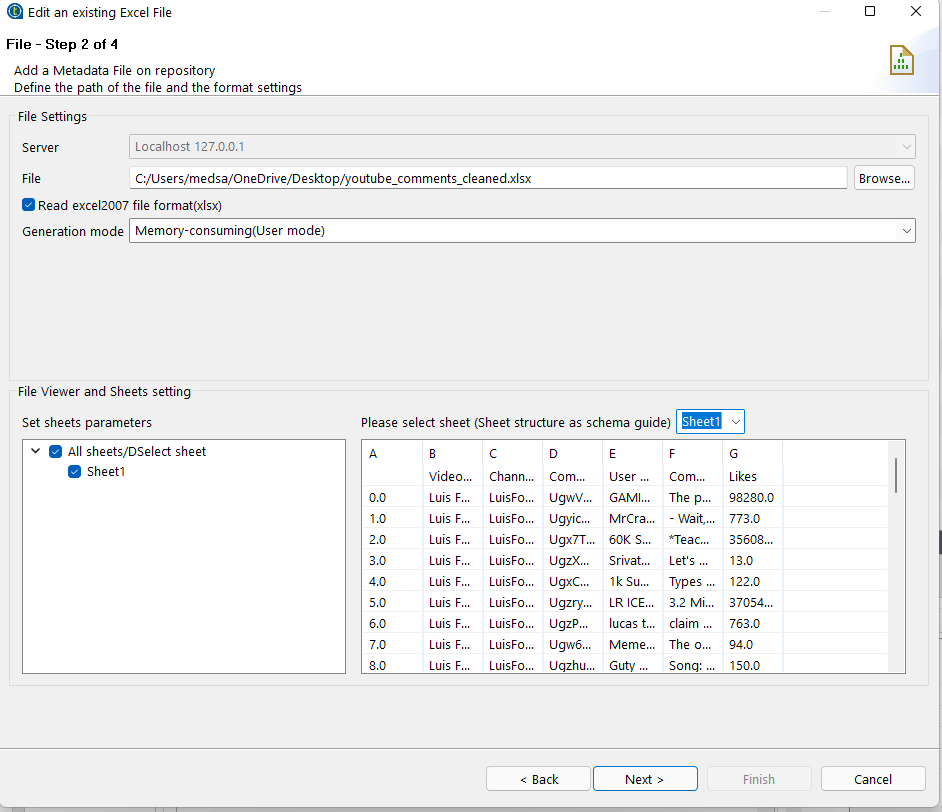 Edit an existing Excel File
File - Step 2 of 4
Add a Metadata File on repository
Define the path of the file and the format settings
File Settings
Server Localhost 127.0.0.1
File C:/Users/medsa/OneDrive/Desktop/youtube_comments_cleaned.xlsx Browse...
Read excel2007 file format(xlsx)
Generation mode Memory-consuming(User mode)
File Viewer and Sheets setting
Set sheets parameters
All sheets/DSelect sheet
Sheet1
Please select sheet (Sheet structure as schema guide) Sheet1
A B C D E F G
Video... Chann... Com... User ... Com... Likes
0.0 Luis F... LuisFo... UgwV... GAMI... The p... 98280.0
1.0 Luis F... LuisFo... Ugyic... MrCra... - Wait,... 773.0
2.0 Luis F... LuisFo... Ugx7T... 60K S... *Teac... 35608...
3.0 Luis F... LuisFo... UgzX... Srivat... Let's ... 13.0
4.0 Luis F... LuisFo... UgxC... 1k Su... Types ... 122.0
5.0 Luis F... LuisFo... Ugzry... LR ICE... 3.2 Mi... 37054...
6.0 Luis F... LuisFo... UgzP... lucas t... claim ... 763.0
7.0 Luis F... LuisFo... Ugw6... Meme... The o... 94.0
8.0 Luis F... LuisFo... Ugzhu... Guty ... Song: ... 150.0
< Back Next > Finish Cancel